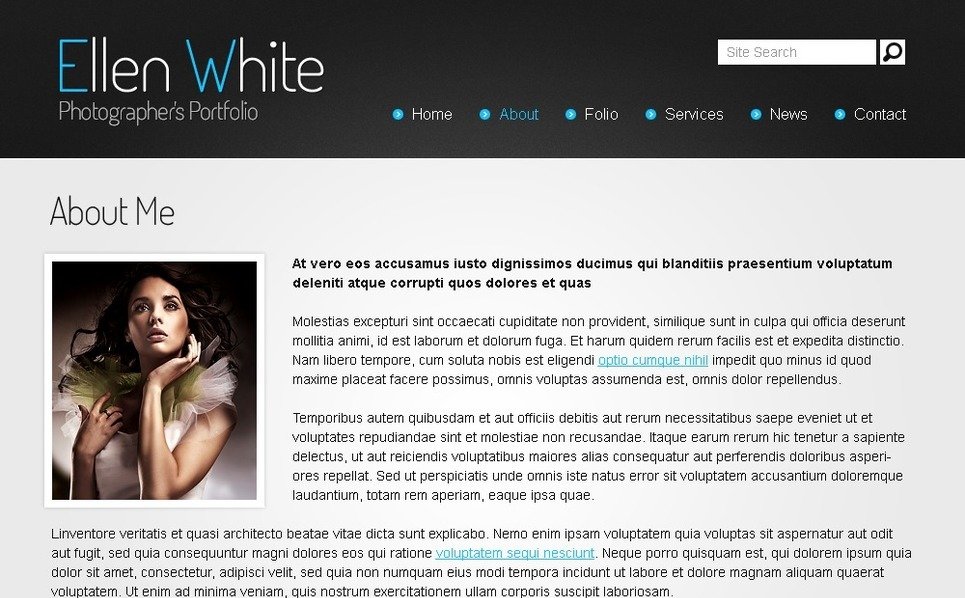 Ellen White
Photographer's Portfolio
Site Search
Home About Folio Services News Contact
About Me
At vero eos accusamus iusto dignissimos ducimus qui blanditiis praesentium voluptatum
deleniti atque corrupti quos dolores et quas
Molestias excepturi sint occaecati cupiditate non provident, similique sunt in culpa qui officia deserunt
mollitia animi, id est laborum et dolorum fuga. Et harum quidem rerum facilis est et expedita distinctio.
Nam libero tempore, cum soluta nobis est eligendi optio cumque nihil impedit quo minus id quod
maxime placeat facere possimus, omnis voluptas assumenda est, omnis dolor repellendus.
Temporibus autem quibusdam et aut officiis debitis aut rerum necessitatibus saepe eveniet ut et
voluptates repudiandae sint et molestiae non recusandae. Itaque earum rerum hic tenetur a sapiente
delectus, ut aut reiciendis voluptatibus maiores alias consequatur aut perferendis doloribus asperi-
ores repellat. Sed ut perspiciatis unde omnis iste natus error sit voluptatem accusantium doloremque
laudantium, totam rem aperiam, eaque ipsa quae.
Linventore veritatis et quasi architecto beatae vitae dicta sunt explicabo. Nemo enim ipsam voluptatem quia voluptas sit aspernatur aut odit
aut fugit, sed quia consequuntur magni dolores eos qui ratione voluptatem sequi nesciunt. Neque porro quisquam est, qui dolorem ipsum quia
dolor sit amet, consectetur, adipisci velit, sed quia non numquam eius modi tempora incidunt ut labore et dolore magnam aliquam quaerat
voluptatem. Ut enim ad minima veniam, quis nostrum exercitationem ullam corporis suscipit laboriosam.